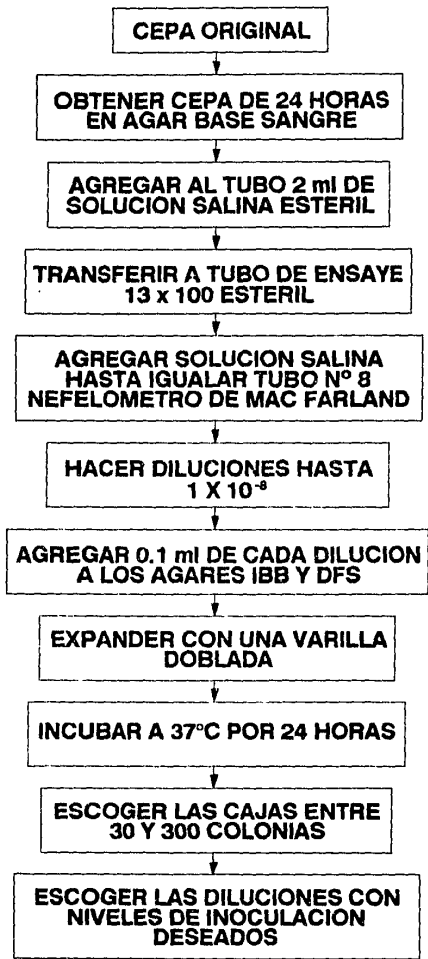 CEPA ORIGINAL
OBTENER CEPA DE 24 HORAS
EN AGAR BASE SANGRE
AGREGAR AL TUBO 2 ml DE
SOLUCION SALINA ESTERIL
TRANSFERIR A TUBO DE ENSAYE
13 x 100 ESTERIL
AGREGAR SOLUCION SALINA
HASTA IGUALAR TUBO Nº 8
NEFELOMETRO DE MAC FARLAND
HACER DILUCIONES HASTA
1 X 10⁻⁸
AGREGAR 0.1 ml DE CADA DILUCION
A LOS AGARES IBB Y DFS
EXPANDER CON UNA VARILLA
DOBLADA
INCUBAR A 37°C POR 24 HORAS
ESCOGER LAS CAJAS ENTRE
30 Y 300 COLONIAS
ESCOGER LAS DILUCIONES CON
NIVELES DE INOCULACION
DESEADOS